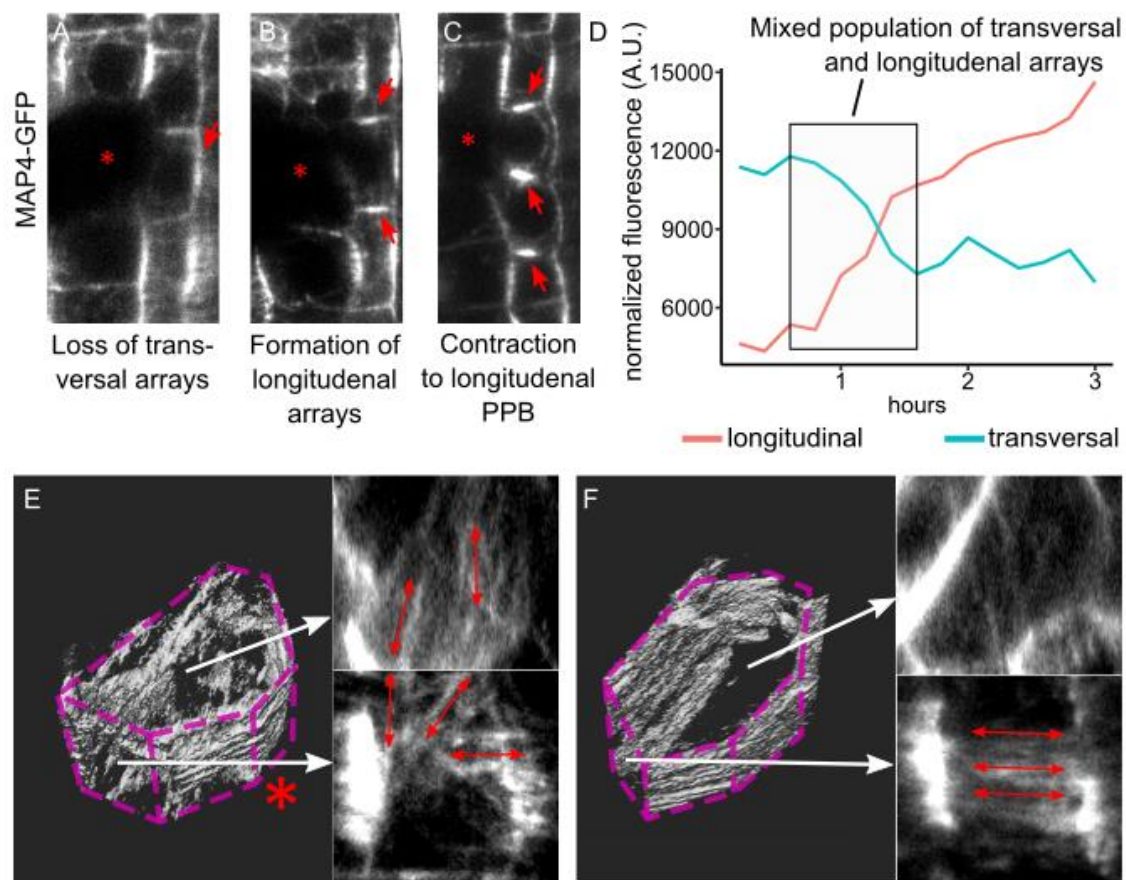 A
B
C
D
MAP4-GFP
*
*
*
Loss of trans-
versal arrays
Formation of
longitudenal
arrays
Contraction
to longitudenal
PPB
Mixed population of transversal
and longitudenal arrays
normalized fluorescence (A.U.)
15000
12000
9000
6000
1
2
3
hours
longitudinal
transversal
E
*
F